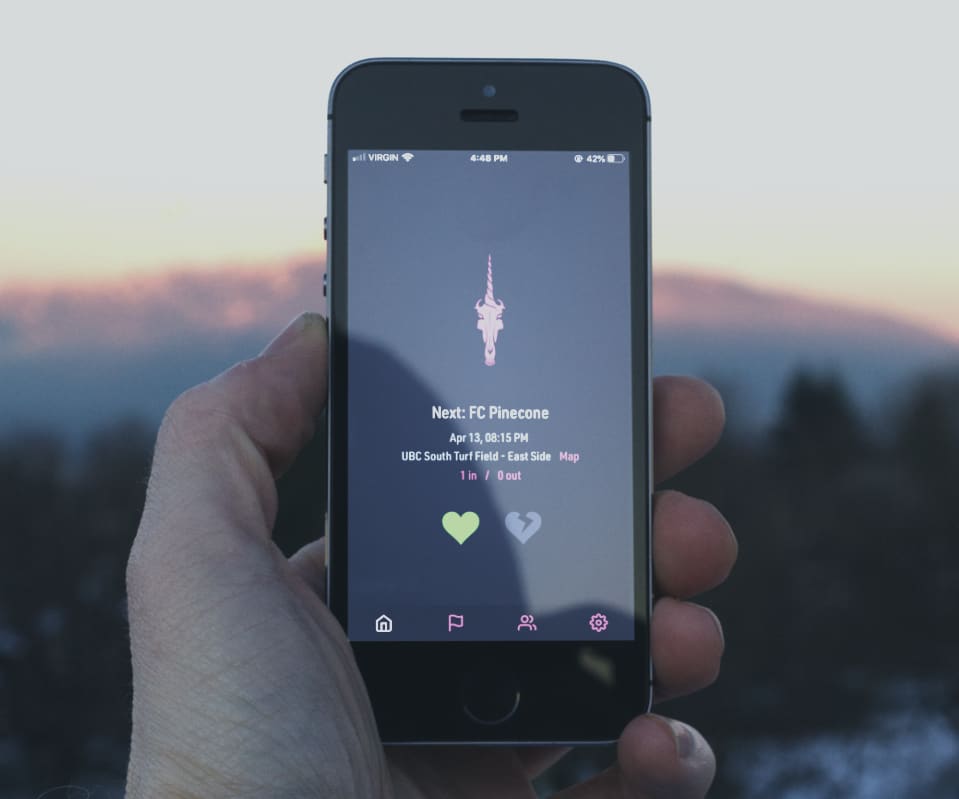 VIRGIN 4:48 PM 42%
Next: FC Pinecone
Apr 13, 08:15 PM
UBC South Turf Field - East Side Map
1 in / 0 out